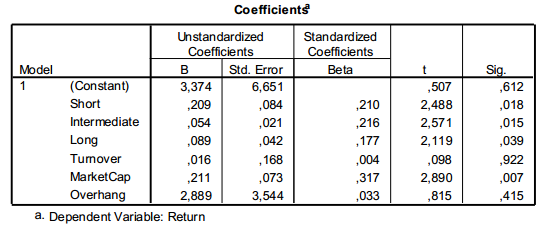 Coefficientsa
Unstandardized Coefficients Standardized Coefficients
Model B Std. Error Beta t Sig.
1 (Constant) 3,374 6,651 ,507 ,612
Short ,209 ,084 ,210 2,488 ,018
Intermediate ,054 ,021 ,216 2,571 ,015
Long ,089 ,042 ,177 2,119 ,039
Turnover ,016 ,168 ,004 ,098 ,922
MarketCap ,211 ,073 ,317 2,890 ,007
Overhang 2,889 3,544 ,033 ,815 ,415
a. Dependent Variable: Return